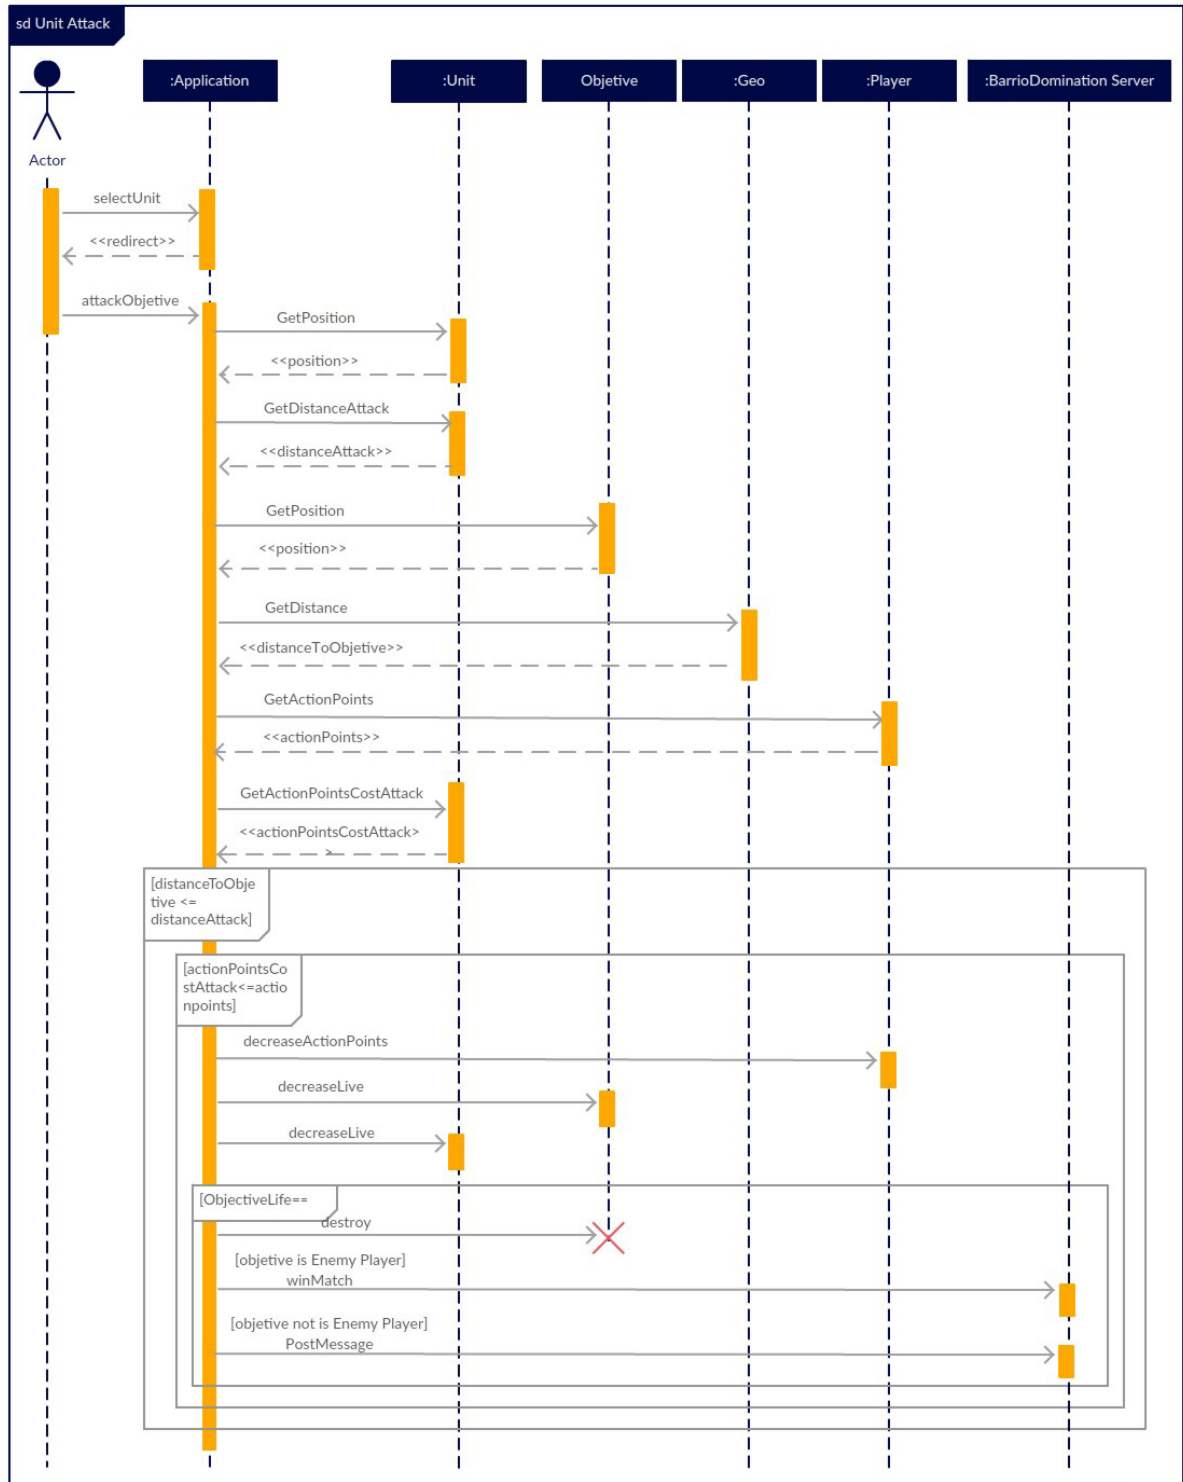 sd Unit Attack
:Application
:Unit
Objetive
:Geo
:Player
:BarrioDomination Server
Actor
selectUnit
<<redirect>>
attackObjetive
GetPosition
<<position>>
GetDistanceAttack
<<distanceAttack>>
GetPosition
<<position>>
GetDistance
<<distanceToObjetive>>
GetActionPoints
<<actionPoints>>
GetActionPointsCostAttack
<<actionPointsCostAttack>
>
[distanceToObje
tive <=
distanceAttack]
[actionPointsCo
stAttack<=actio
npoints]
decreaseActionPoints
decreaseLive
decreaseLive
[ObjectiveLife==
destroy
[objetive is Enemy Player]
winMatch
[objetive not is Enemy Player]
PostMessage